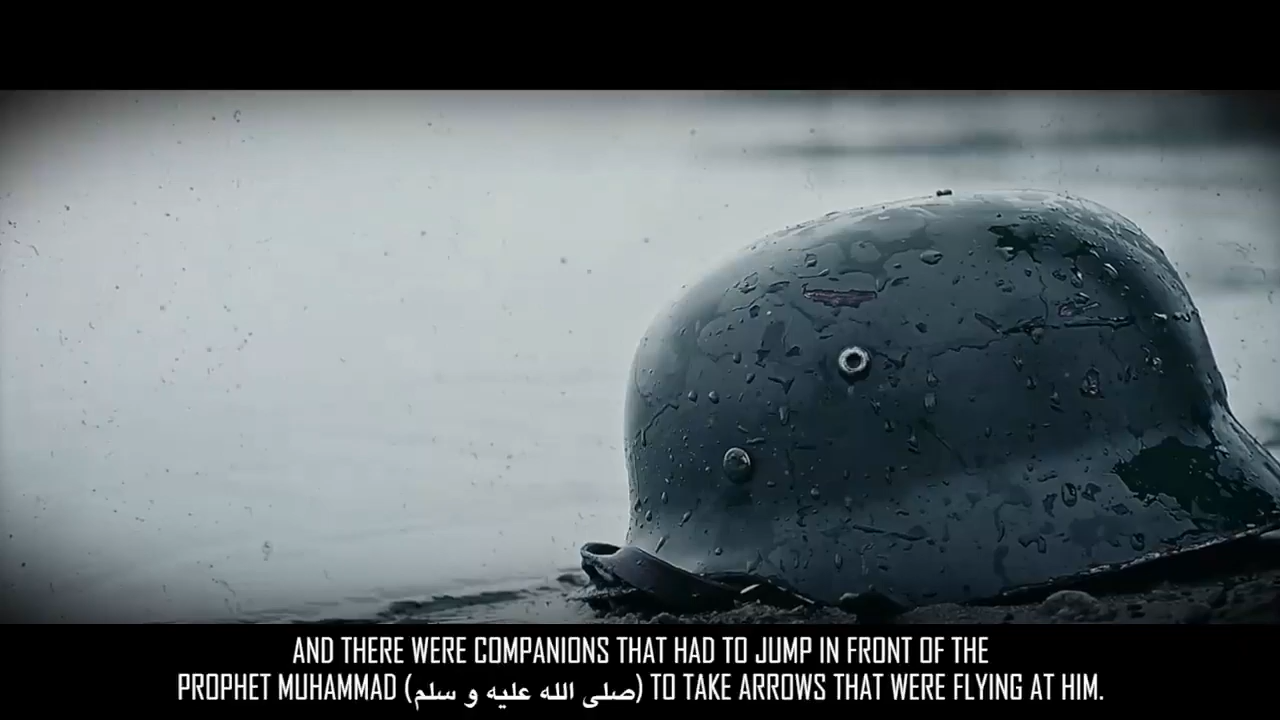 AND THERE WERE COMPANIONS THAT HAD TO JUMP IN FRONT OF THE
PROPHET MUHAMMAD (صلى الله عليه و سلم) TO TAKE ARROWS THAT WERE FLYING AT HIM.